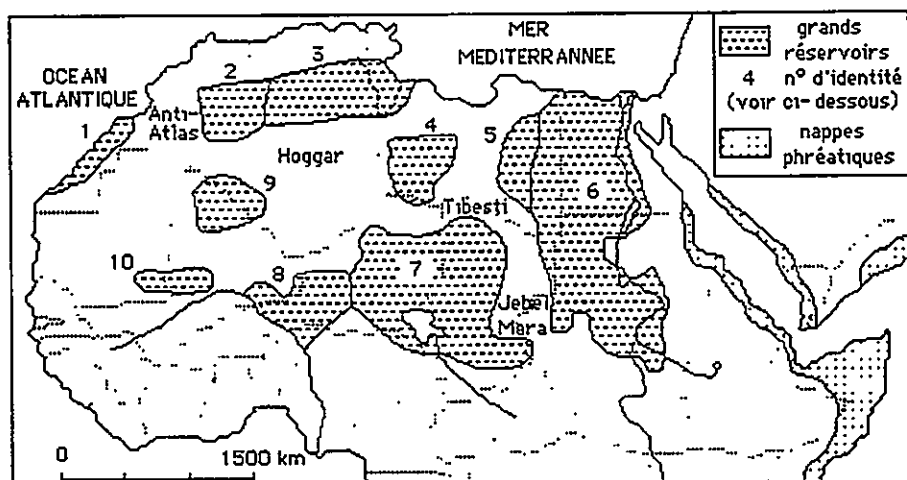 OCEAN
ATLANTIQUE
MER
MEDITERRANNEE
grands
réservoirs
4 n° d'identité
(voir ci-dessous)
nappes
phréatiques
1
2
3
Anti-
Atlas
Hoggar
4
5
6
9
Tibesti
10
8
7
Jebel
Mara
0
1500 km